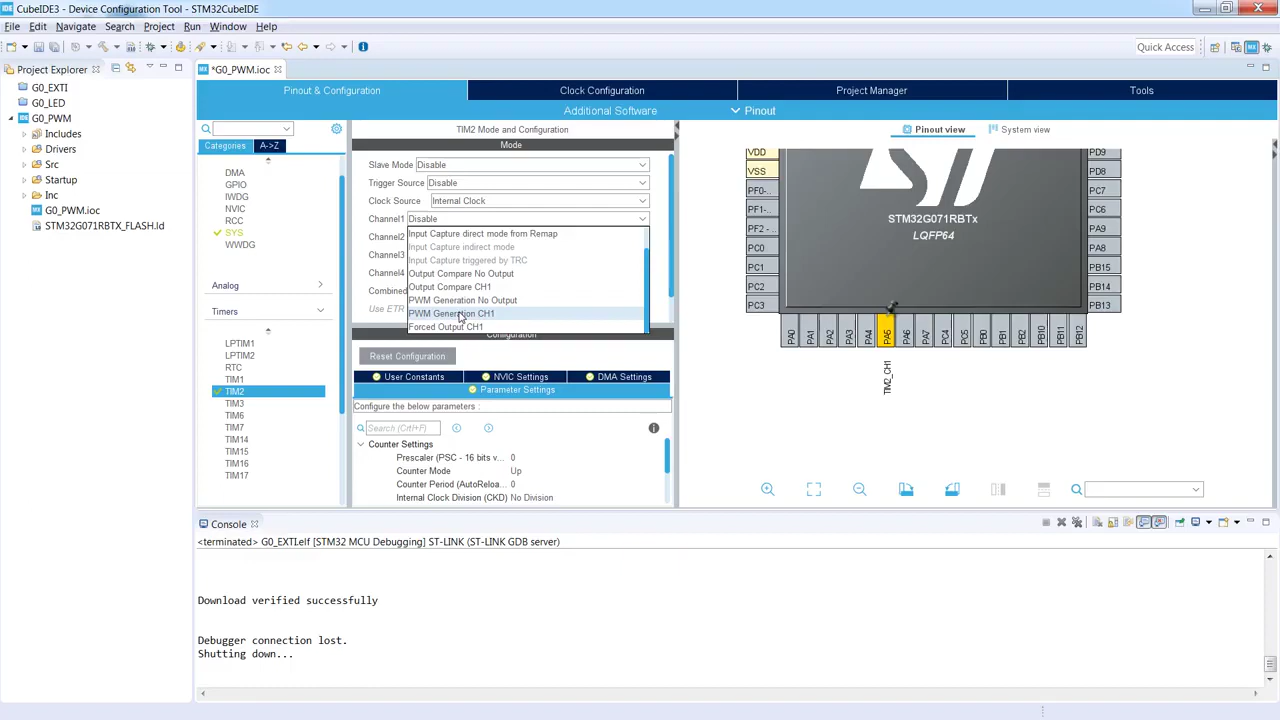 IDE CubeIDE3 - Device Configuration Tool - STM32CubeIDE
File Edit Navigate Search Project Run Window Help
Quick Access
Project Explorer
G0_EXTI
G0_LED
G0_PWM
Includes
Drivers
Src
Startup
Inc
G0_PWM.ioc
STM32G071RBTX_FLASH.ld
MX *G0_PWM.ioc
Pinout & Configuration
Clock Configuration
Project Manager
Tools
Additional Software
Pinout
Categories
A->Z
DMA
GPIO
IWDG
NVIC
RCC
SYS
WWDG
Analog
Timers
LPTIM1
LPTIM2
RTC
TIM1
TIM2
TIM3
TIM6
TIM7
TIM14
TIM15
TIM16
TIM17
TIM2 Mode and Configuration
Mode
Slave Mode Disable
Trigger Source Disable
Clock Source Internal Clock
Channel1 Disable
Channel2
Channel3
Channel4
Combined
Use ETR
Input Capture direct mode from Remap
Input Capture indirect mode
Input Capture triggered by TRC
Output Compare No Output
Output Compare CH1
PWM Generation No Output
PWM Generation CH1
Forced Output CH1
Configuration
Reset Configuration
User Constants
NVIC Settings
DMA Settings
Parameter Settings
Configure the below parameters :
Search (Crtl+F)
Counter Settings
Prescaler (PSC - 16 bits v... 0
Counter Mode Up
Counter Period (AutoReloa... 0
Internal Clock Division (CKD) No Division
Pinout view
System view
VDD
VSS
PF0-..
PF1-..
PF2 -..
PC0
PC1
PC2
PC3
STM32G071RBTx
LQFP64
PD9
PD8
PC7
PC6
PA9
PA8
PB15
PB14
PB13
PA0
PA1
PA2
PA3
PA4
PA5
PA6
PA7
PC4
PC5
PB0
PB1
PB2
PB10
PB11
PB12
TIM2_CH1
Console
<terminated> G0_EXTI.elf [STM32 MCU Debugging] ST-LINK (ST-LINK GDB server)
Download verified successfully
Debugger connection lost.
Shutting down...